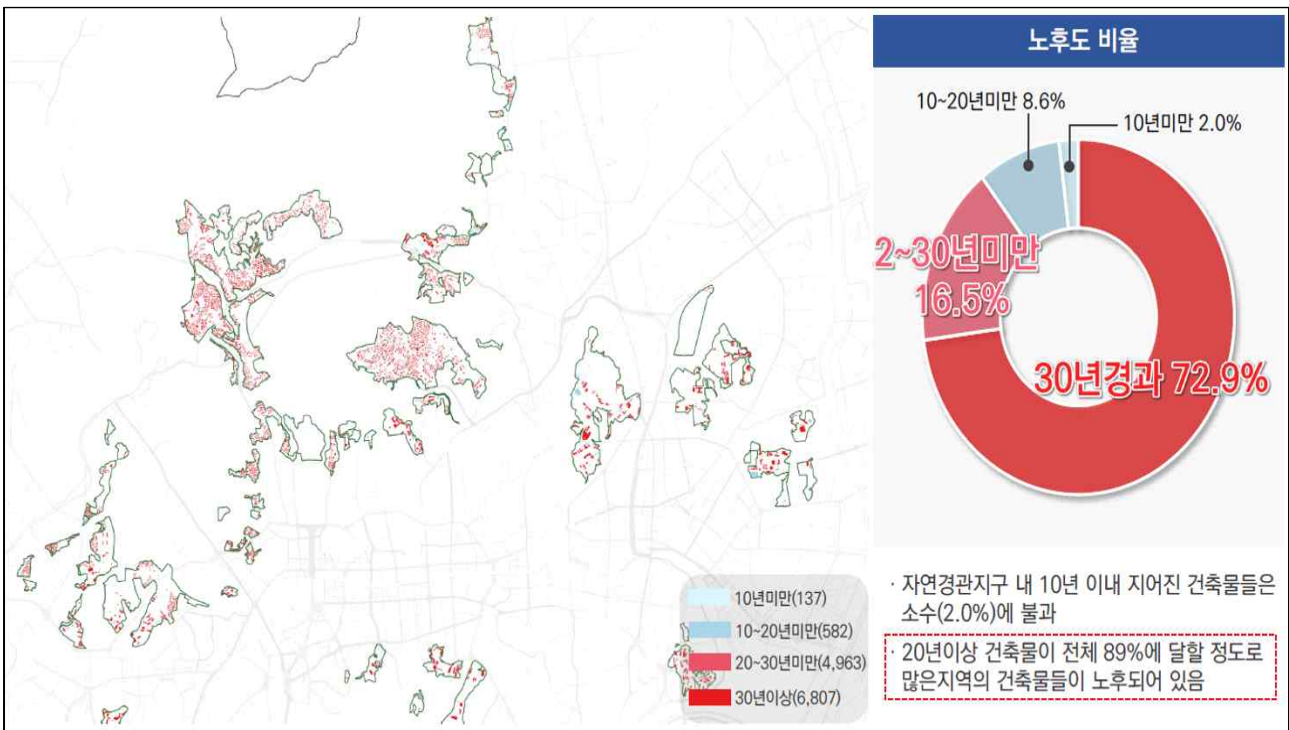 노후도 비율
10~20년미만 8.6%
10년미만 2.0%
2~30년미만
16.5%
30년경과 72.9%
10년미만(137)
10~20년미만(582)
20~30년미만(4,963)
30년이상(6,807)
· 자연경관지구 내 10년 이내 지어진 건축물들은
소수(2.0%)에 불과
· 20년이상 건축물이 전체 89%에 달할 정도로
많은지역의 건축물들이 노후되어 있음